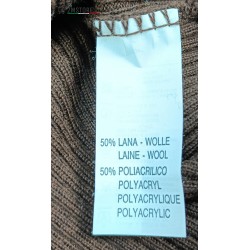 50% LANA - WOLLE
LAINE - WOOL
50% POLIACRILICO
POLYACRYL
POLYACRYLIQUE
POLYACRYLIC